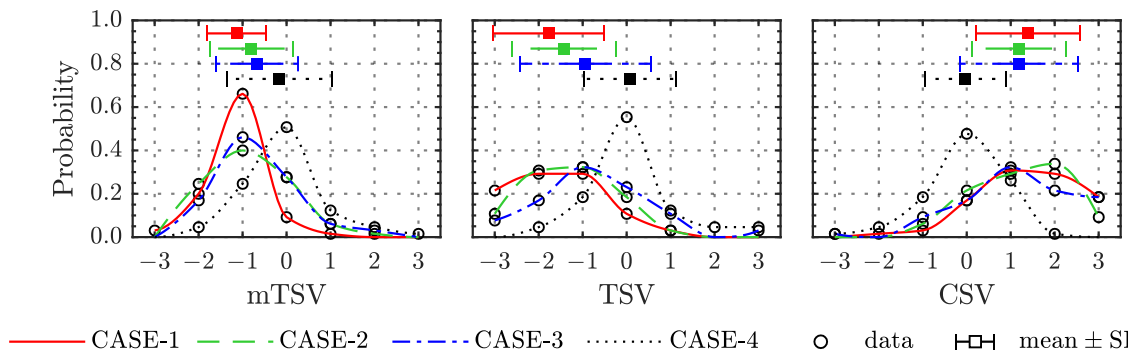 1.0
0.8
0.6
0.4
0.2
0.0
Probability
−3 −2 −1 0 1 2 3
mTSV
−3 −2 −1 0 1 2 3
TSV
−3 −2 −1 0 1 2 3
CSV
CASE-1 CASE-2 CASE-3 CASE-4 data mean ± S